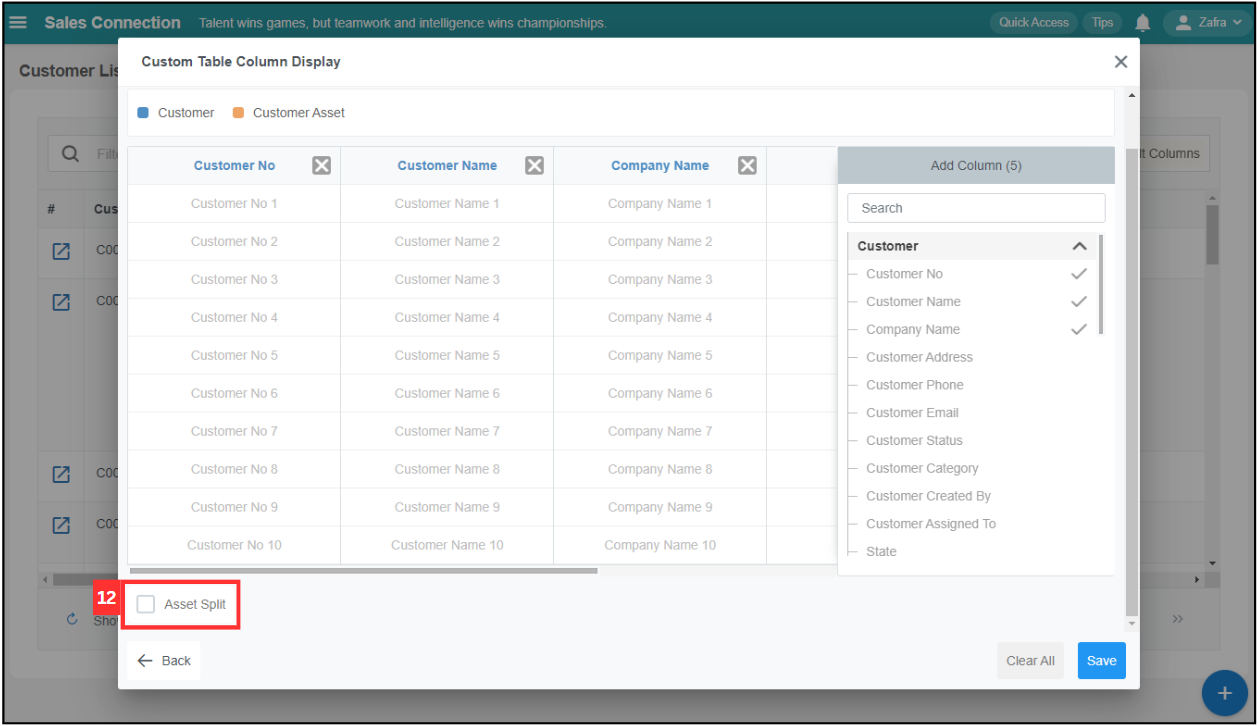 Sales Connection Talent wins games, but teamwork and intelligence wins championships. Quick Access Tips Zafra
Customer Lis
Custom Table Column Display
Customer Customer Asset
Filte
t Columns
Customer No Customer Name Company Name Add Column (5)
# Cus
Customer No 1 Customer Name 1 Company Name 1 Search
Customer No 2 Customer Name 2 Company Name 2 Customer
C00
Customer No 3 Customer Name 3 Company Name 3 Customer No
C00
Customer No 4 Customer Name 4 Company Name 4 Customer Name
Company Name
Customer No 5 Customer Name 5 Company Name 5 Customer Address
Customer No 6 Customer Name 6 Company Name 6 Customer Phone
Customer Email
Customer No 7 Customer Name 7 Company Name 7 Customer Status
Customer No 8 Customer Name 8 Company Name 8 Customer Category
C00
Customer No 9 Customer Name 9 Company Name 9 Customer Created By
C00
Customer Assigned To
Customer No 10 Customer Name 10 Company Name 10 State
12 Asset Split
Sho
Back Clear All Save